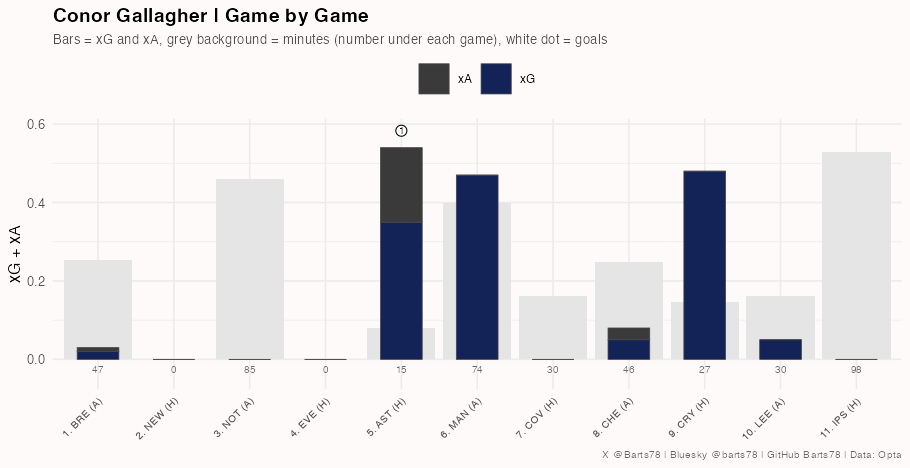 Conor Gallagher | Game by Game
Bars = xG and xA, grey background = minutes (number under each game), white dot = goals
xA xG
xG + xA
0.6
0.4
0.2
0.0
1
47 0 85 0 15 74 30 46 27 30 98
1. BRE (A)
2. NEW (H)
3. NOT (A)
4. EVE (H)
5. AST (H)
6. MAN (A)
7. COV (H)
8. CHE (A)
9. CRY (H)
10. LEE (A)
11. IPS (H)
X @Barts78 | Bluesky @barts78 | GitHub Barts78 | Data: Opta